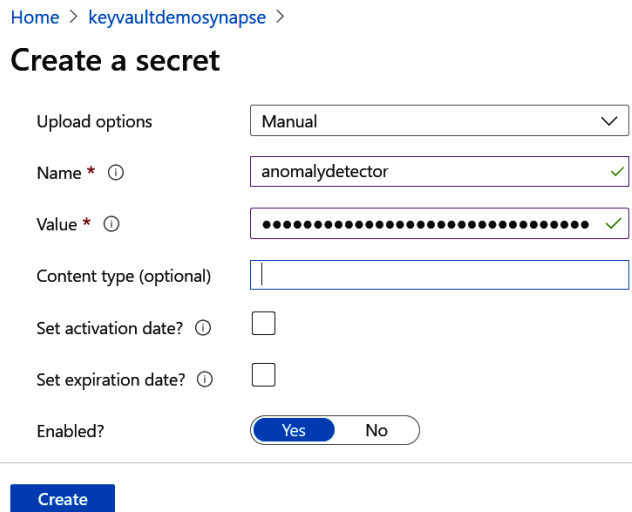 Home > keyvaultdemosynapse >
Create a secret
Upload options Manual
Name * anomalydetector
Value * ●●●●●●●●●●●●●●●●●●●●●●●●●●●●●●●●
Content type (optional)
Set activation date?
Set expiration date?
Enabled? Yes No
Create